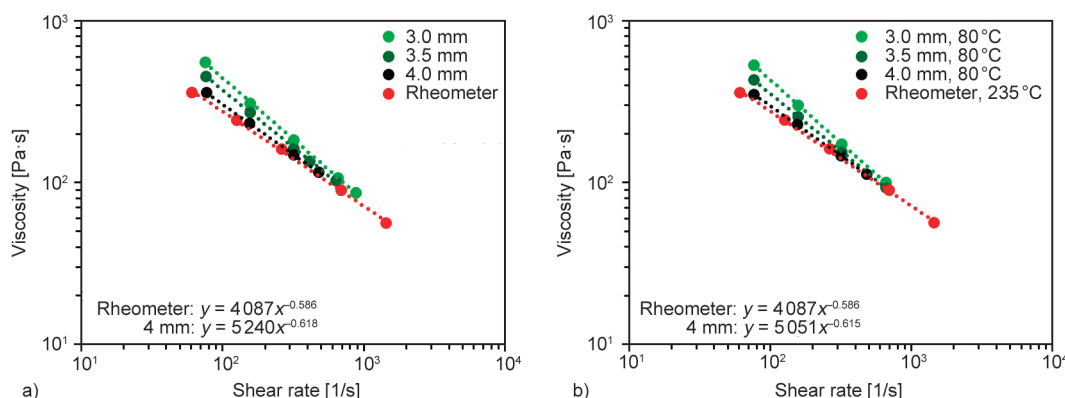 10³
10²
10¹
Viscosity [Pa·s]
3.0 mm
3.5 mm
4.0 mm
Rheometer
Rheometer: y = 4087x⁻⁰·⁵⁸⁶
4 mm: y = 5240x⁻⁰·⁶¹⁸
10¹ 10² 10³ 10⁴
a) Shear rate [1/s]
10³
10²
10¹
Viscosity [Pa·s]
3.0 mm, 80 °C
3.5 mm, 80 °C
4.0 mm, 80 °C
Rheometer, 235 °C
Rheometer: y = 4087x⁻⁰·⁵⁸⁶
4 mm: y = 5051x⁻⁰·⁶¹⁵
10¹ 10² 10³ 10⁴
b) Shear rate [1/s]